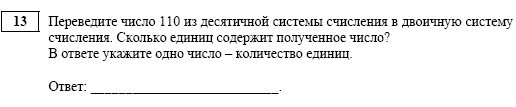 13 Переведите число 110 из десятичной системы счисления в двоичную систему
счисления. Сколько единиц содержит полученное число?
В ответе укажите одно число – количество единиц.
Ответ: ___________________________.